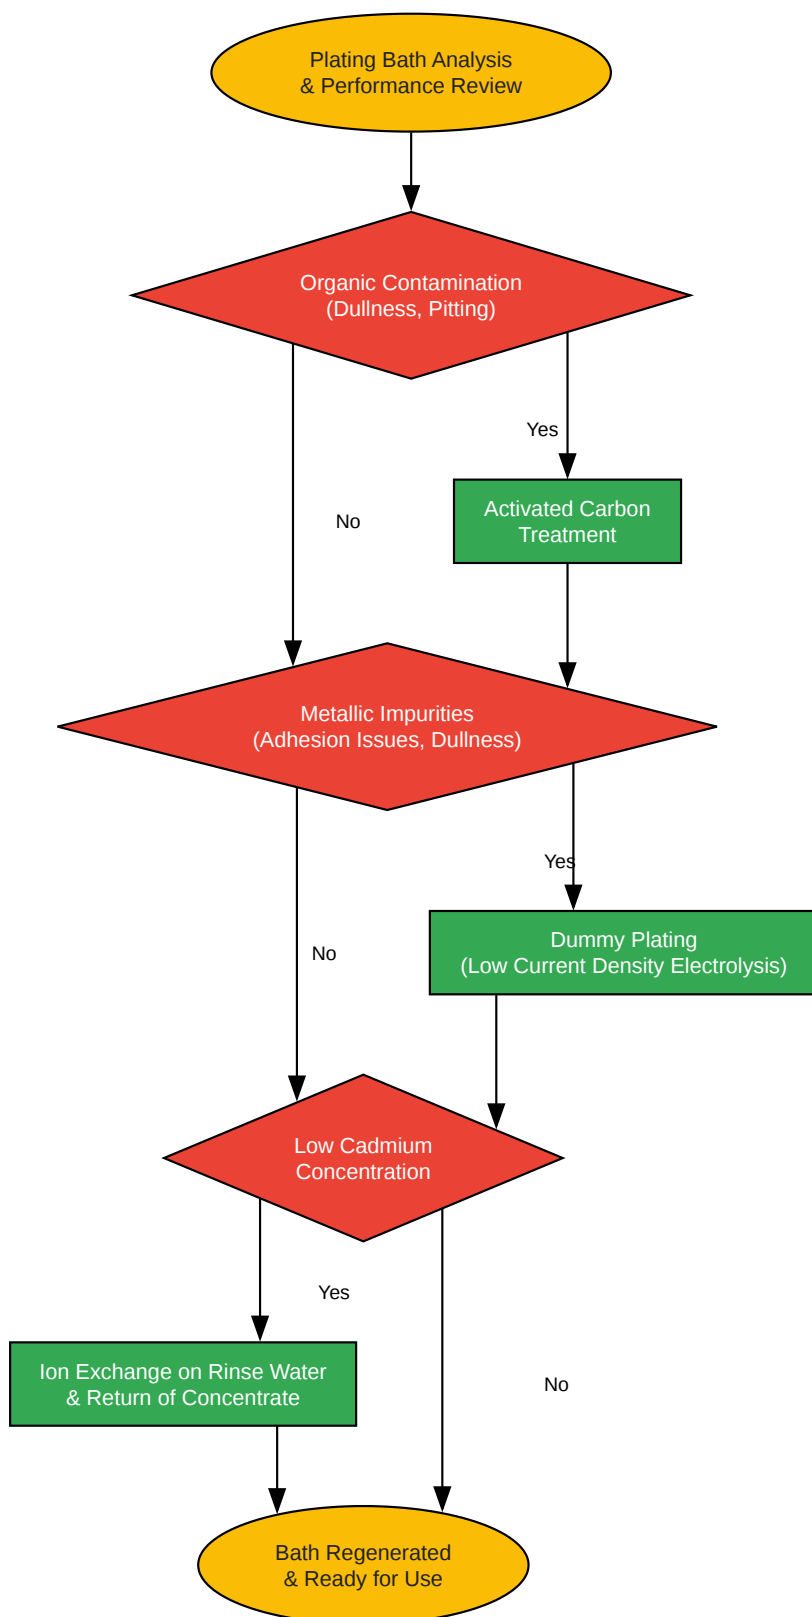 Plating Bath Analysis
& Performance Review
Organic Contamination
(Dullness, Pitting)
Yes
Activated Carbon
Treatment
No
Metallic Impurities
(Adhesion Issues, Dullness)
Yes
Dummy Plating
(Low Current Density Electrolysis)
No
Low Cadmium
Concentration
Yes
Ion Exchange on Rinse Water
& Return of Concentrate
No
Bath Regenerated
& Ready for Use